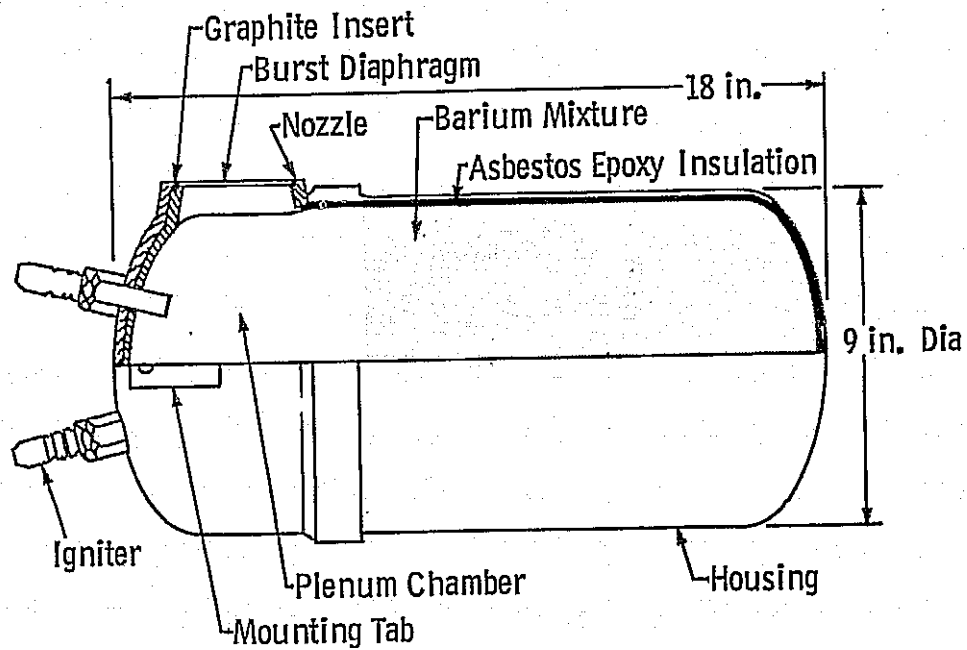 Graphite Insert
Burst Diaphragm
18 in.
Nozzle
Barium Mixture
Asbestos Epoxy Insulation
9 in. Dia
Igniter
Plenum Chamber
Housing
Mounting Tab